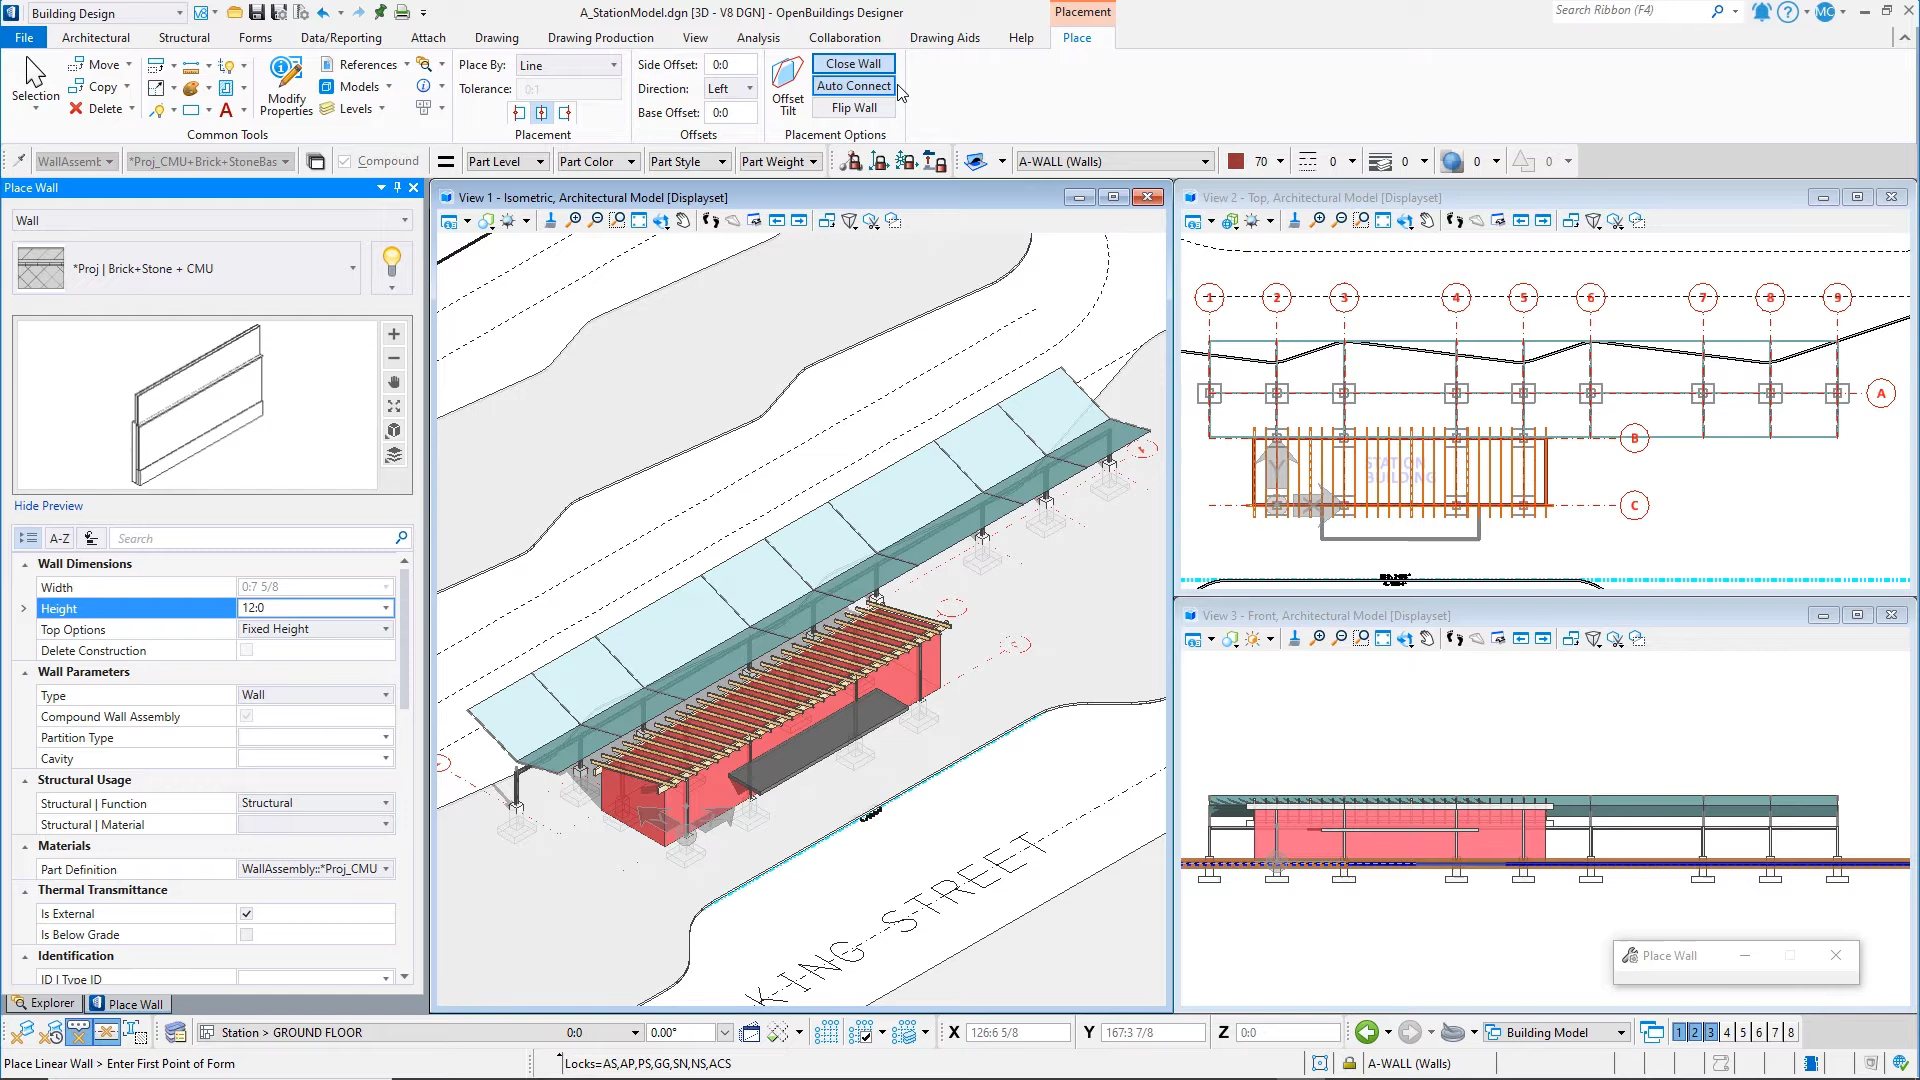 Building Design
A_StationModel.dgn [3D - V8 DGN] - OpenBuildings Designer
Placement
Search Ribbon (F4)
MC
File
Architectural
Structural
Forms
Data/Reporting
Attach
Drawing
Drawing Production
View
Analysis
Collaboration
Drawing Aids
Help
Place
Selection
Move
Copy
Delete
Modify Properties
References
Models
Levels
Common Tools
Place By: Line
Tolerance: 0:1
Placement
Side Offset: 0:0
Direction: Left
Base Offset: 0:0
Offsets
Offset Tilt
Close Wall
Auto Connect
Flip Wall
Placement Options
WallAssemb
*Proj_CMU+Brick+StoneBas
Compound
Part Level
Part Color
Part Style
Part Weight
A-WALL (Walls)
70
0
0
0
0
Place Wall
Wall
*Proj | Brick+Stone + CMU
Hide Preview
A-Z
Search
Wall Dimensions
Width 0:7 5/8
Height 12:0
Top Options Fixed Height
Delete Construction
Wall Parameters
Type Wall
Compound Wall Assembly
Partition Type
Cavity
Structural Usage
Structural | Function Structural
Structural | Material
Materials
Part Definition WallAssembly::*Proj_CMU
Thermal Transmittance
Is External
Is Below Grade
Identification
ID | Type ID
Explorer
Place Wall
View 1 - Isometric, Architectural Model [Displayset]
KING STREET
View 2 - Top, Architectural Model [Displayset]
1 2 3 4 5 6 7 8 9
A
B
STATION
BUILDING
C
View 3 - Front, Architectural Model [Displayset]
Place Wall
Station > GROUND FLOOR
0:0
0.00°
X 126:6 5/8
Y 167:3 7/8
Z 0:0
Building Model
1 2 3 4 5 6 7 8
Place Linear Wall > Enter First Point of Form
Locks=AS,AP,PS,GG,SN,NS,ACS
A-WALL (Walls)